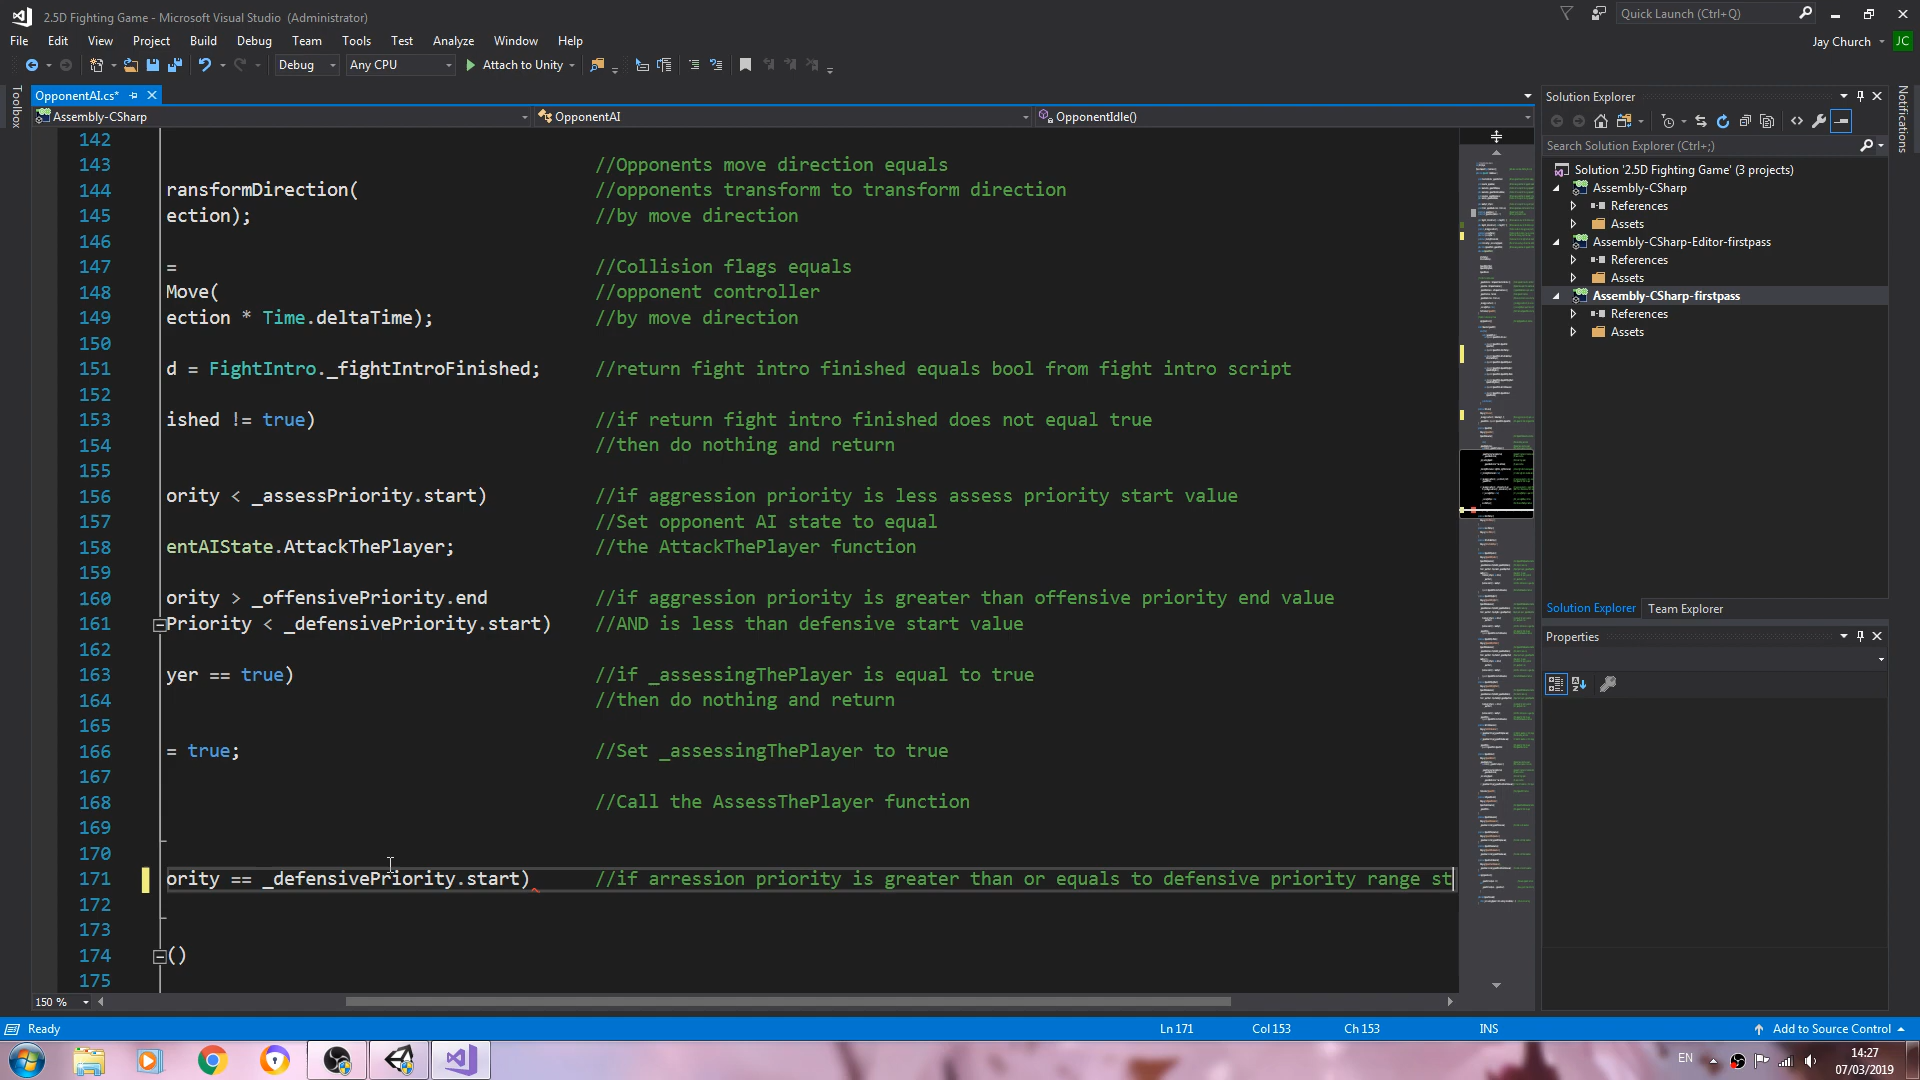 2.5D Fighting Game - Microsoft Visual Studio (Administrator)
Quick Launch (Ctrl+Q)
File Edit View Project Build Debug Team Tools Test Analyze Window Help
Jay Church JC
Debug Any CPU Attach to Unity
Toolbox
OpponentAI.cs*
Assembly-CSharp OpponentAI OpponentIdle()
142
143 //Opponents move direction equals
144 ransformDirection( //opponents transform to transform direction
145 ection); //by move direction
146
147 = //Collision flags equals
148 Move( //opponent controller
149 ection * Time.deltaTime); //by move direction
150
151 d = FightIntro._fightIntroFinished; //return fight intro finished equals bool from fight intro script
152
153 ished != true) //if return fight intro finished does not equal true
154 //then do nothing and return
155
156 ority < _assessPriority.start) //if aggression priority is less assess priority start value
157 //Set opponent AI state to equal
158 entAIState.AttackThePlayer; //the AttackThePlayer function
159
160 ority > _offensivePriority.end //if aggression priority is greater than offensive priority end value
161 Priority < _defensivePriority.start) //AND is less than defensive start value
162
163 yer == true) //if _assessingThePlayer is equal to true
164 //then do nothing and return
165
166 = true; //Set _assessingThePlayer to true
167
168 //Call the AssessThePlayer function
169
170
171 ority == _defensivePriority.start) //if arression priority is greater than or equals to defensive priority range st
172
173
174 ()
175
150 %
Solution Explorer
Search Solution Explorer (Ctrl+;)
Solution '2.5D Fighting Game' (3 projects)
Assembly-CSharp
References
Assets
Assembly-CSharp-Editor-firstpass
References
Assets
Assembly-CSharp-firstpass
References
Assets
Solution Explorer Team Explorer
Properties
Notifications
Ready Ln 171 Col 153 Ch 153 INS Add to Source Control
EN 14:27
07/03/2019